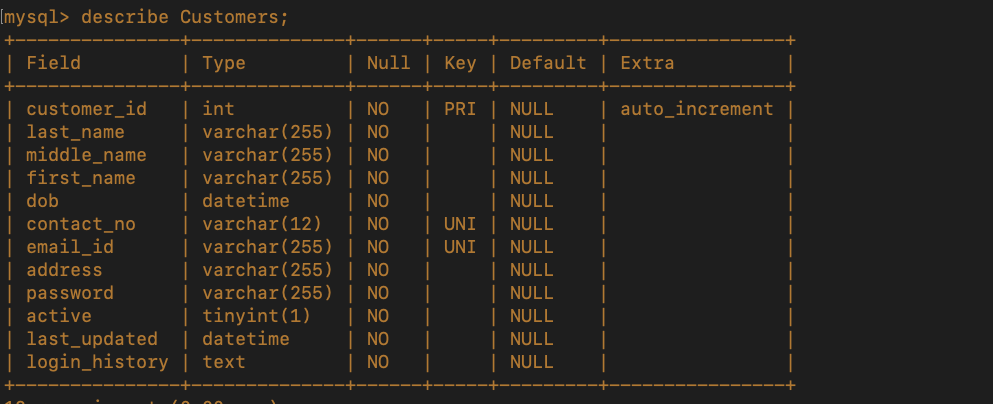 [mysql> describe Customers;
+---------------+--------------+------+-----+---------+----------------+
| Field         | Type         | Null | Key | Default | Extra          |
+---------------+--------------+------+-----+---------+----------------+
| customer_id   | int          | NO   | PRI | NULL    | auto_increment |
| last_name     | varchar(255) | NO   |     | NULL    |                |
| middle_name   | varchar(255) | NO   |     | NULL    |                |
| first_name    | varchar(255) | NO   |     | NULL    |                |
| dob           | datetime     | NO   |     | NULL    |                |
| contact_no    | varchar(12)  | NO   | UNI | NULL    |                |
| email_id      | varchar(255) | NO   | UNI | NULL    |                |
| address       | varchar(255) | NO   |     | NULL    |                |
| password      | varchar(255) | NO   |     | NULL    |                |
| active        | tinyint(1)   | NO   |     | NULL    |                |
| last_updated  | datetime     | NO   |     | NULL    |                |
| login_history | text         | NO   |     | NULL    |                |
+---------------+--------------+------+-----+---------+----------------+